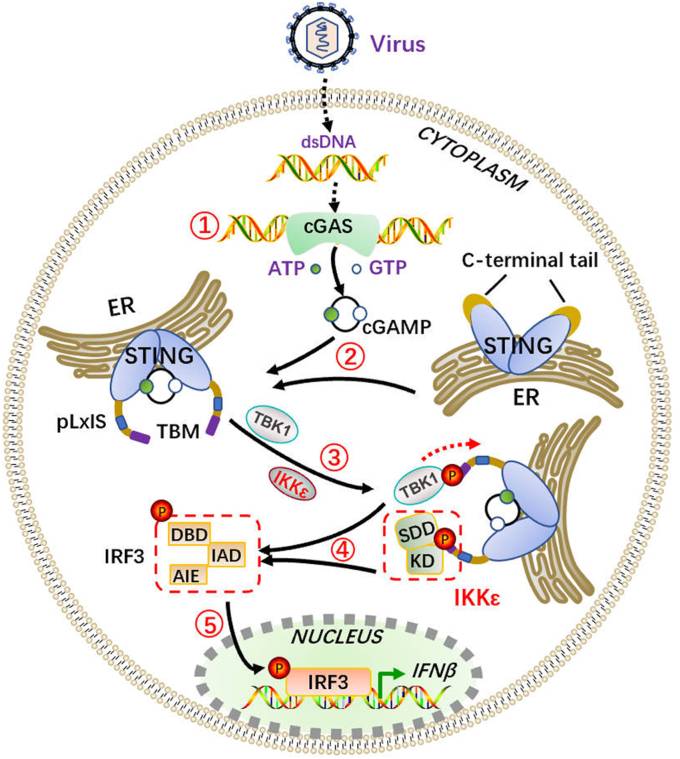 Virus
CYTOPLASM
dsDNA
①
cGAS
ATP
GTP
C-terminal tail
ER
cGAMP
STING
②
STING
ER
pLxIS
TBM
TBK1
③
IKKε
TBK1
P
P
DBD
IRF3
IAD
AIE
④
SDD
P
KD
IKKε
⑤
NUCLEUS
P
IRF3
IFNβ